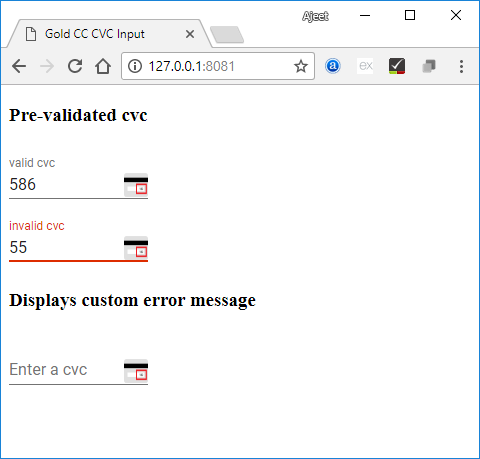 Ajeet
Gold CC CVC Input
127.0.0.1:8081
a
ex
Pre-validated cvc
valid cvc
586
invalid cvc
55
Displays custom error message
Enter a cvc